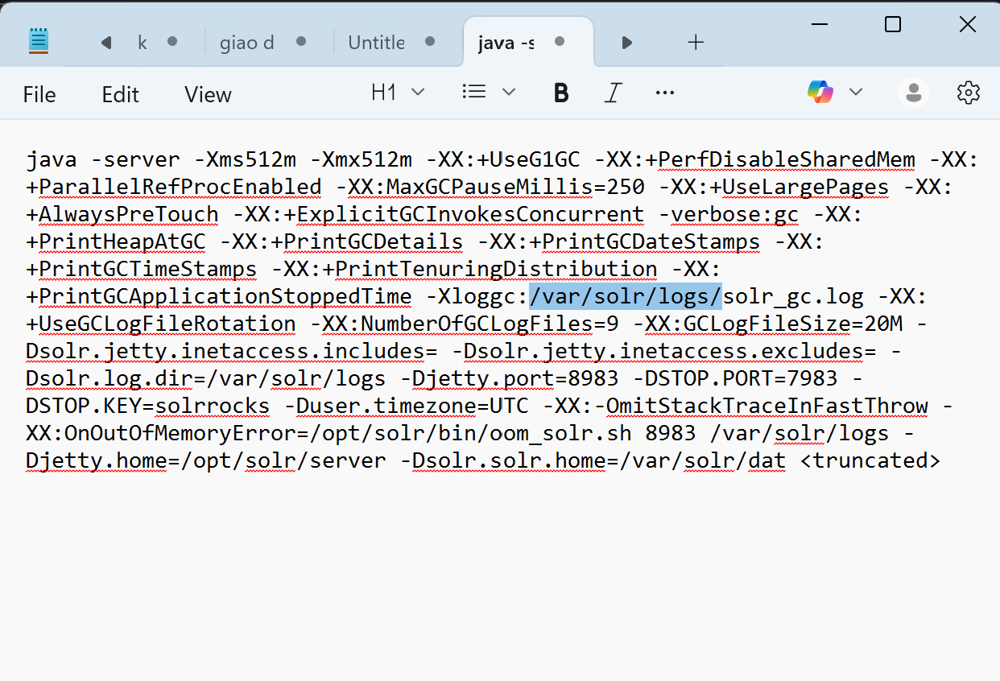 k
giao d
Untitle
java -s
File
Edit
View
H1
B
I
java -server -Xms512m -Xmx512m -XX:+UseG1GC -XX:+PerfDisableSharedMem -XX:
+ParallelRefProcEnabled -XX:MaxGCPauseMillis=250 -XX:+UseLargePages -XX:
+AlwaysPreTouch -XX:+ExplicitGCInvokesConcurrent -verbose:gc -XX:
+PrintHeapAtGC -XX:+PrintGCDetails -XX:+PrintGCDateStamps -XX:
+PrintGCTimeStamps -XX:+PrintTenuringDistribution -XX:
+PrintGCApplicationStoppedTime -Xloggc:/var/solr/logs/solr_gc.log -XX:
+UseGCLogFileRotation -XX:NumberOfGCLogFiles=9 -XX:GCLogFileSize=20M -
Dsolr.jetty.inetaccess.includes= -Dsolr.jetty.inetaccess.excludes= -
Dsolr.log.dir=/var/solr/logs -Djetty.port=8983 -DSTOP.PORT=7983 -
DSTOP.KEY=solrrocks -Duser.timezone=UTC -XX:-OmitStackTraceInFastThrow -
XX:OnOutOfMemoryError=/opt/solr/bin/oom_solr.sh 8983 /var/solr/logs -
Djetty.home=/opt/solr/server -Dsolr.solr.home=/var/solr/dat <truncated>